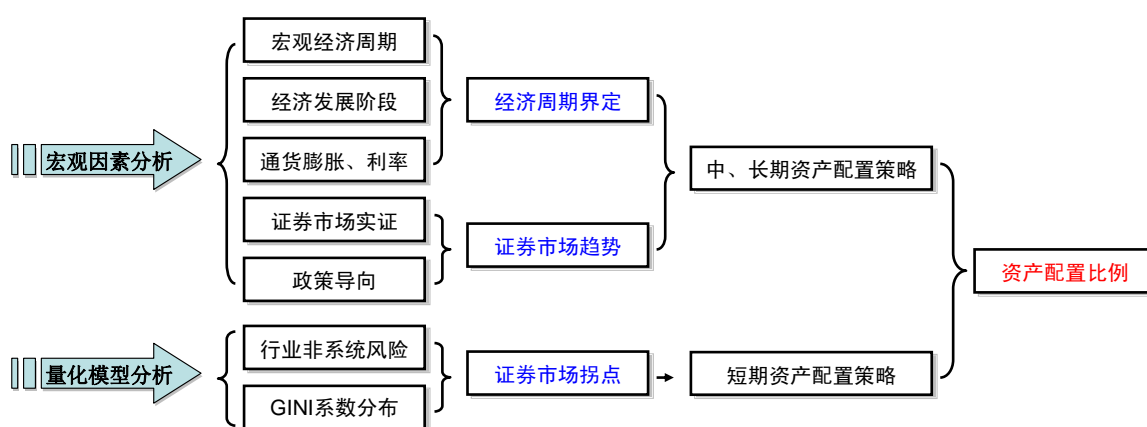 宏观因素分析
宏观经济周期
经济发展阶段
通货膨胀、利率
证券市场实证
政策导向
经济周期界定
证券市场趋势
中、长期资产配置策略
量化模型分析
行业非系统风险
GINI系数分布
证券市场拐点
短期资产配置策略
资产配置比例